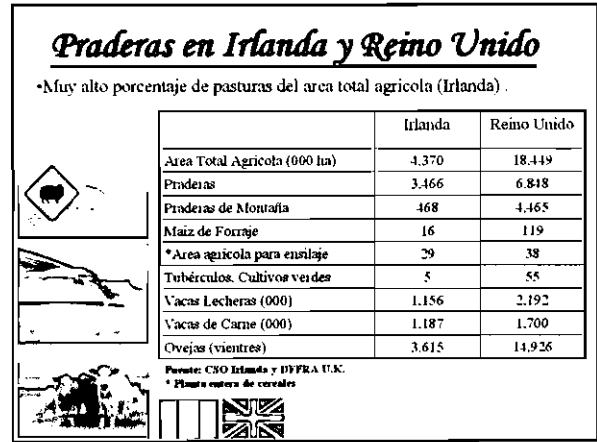 Praderas en Irlanda y Reino Unido
•Muy alto porcentaje de pasturas del area total agricola (Irlanda) .
Irlanda Reino Unido
Area Total Agricola (000 ha) 4.370 18.449
Praderas 3.466 6.848
Praderas de Montaña 468 4.465
Maiz de Forraje 16 119
*Area agricola para ensilaje 29 38
Tubérculos, Cultivos verdes 5 55
Vacas Lecheras (000) 1.156 2.192
Vacas de Carne (000) 1.187 1.700
Ovejas (vientres) 3.615 14.926
Fuente: CSO Irlanda y DEFRA U.K.
* Planta entera de cereales